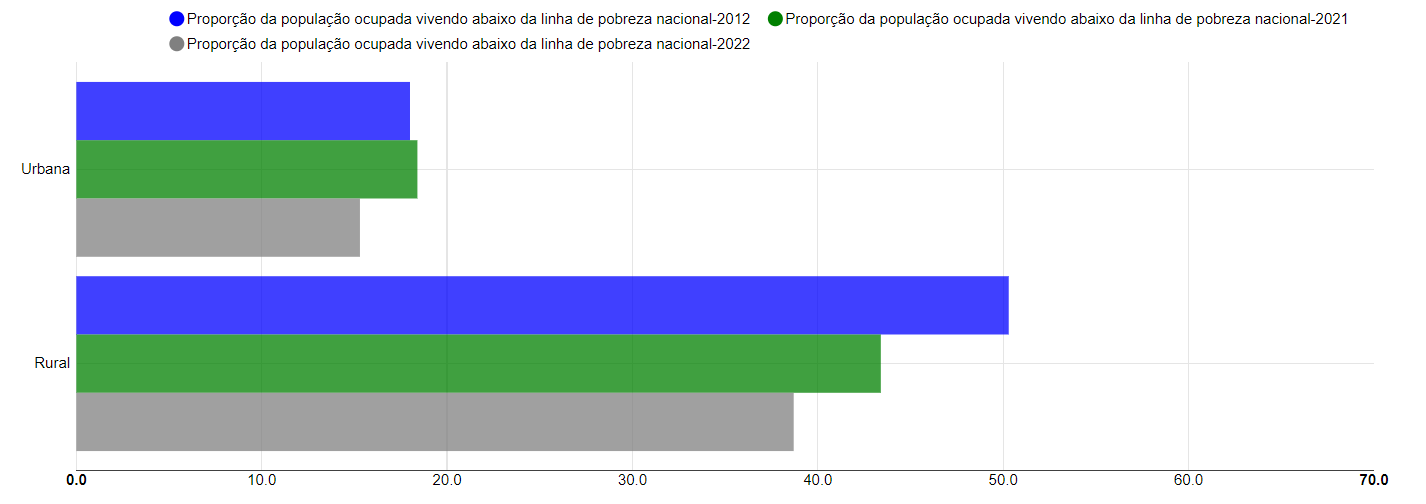 Proporção da população ocupada vivendo abaixo da linha de pobreza nacional-2012 Proporção da população ocupada vivendo abaixo da linha de pobreza nacional-2021
Proporção da população ocupada vivendo abaixo da linha de pobreza nacional-2022
Urbana
Rural
0.0 10.0 20.0 30.0 40.0 50.0 60.0 70.0